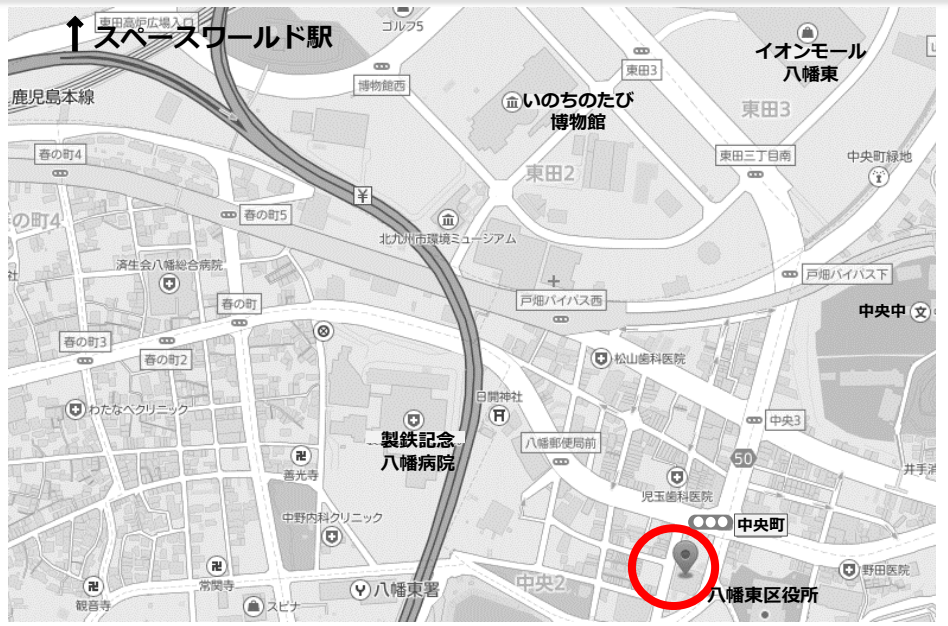 東田高炉広場入口
スペースワールド駅
ゴルフ5
イオンモール
八幡東
東田3
博物館西
鹿児島本線
いのちのたび
博物館
東田3
春の町4
東田三丁目南
中央町緑地
東田2
春の町4
春の町5
北九州市環境ミュージアム
済生会八幡総合病院
戸畑バイパス下
春の町
戸畑バイパス西
中央中
文
春の町3
春の町2
松山歯科医院
日開神社
わたなべクリニック
中央3
製鉄記念
八幡病院
八幡郵便局前
50
善光寺
児玉歯科医院
中野内科クリニック
中央町
野田医院
常関寺
中央2
八幡東署
観音寺
スピナ
八幡東区役所